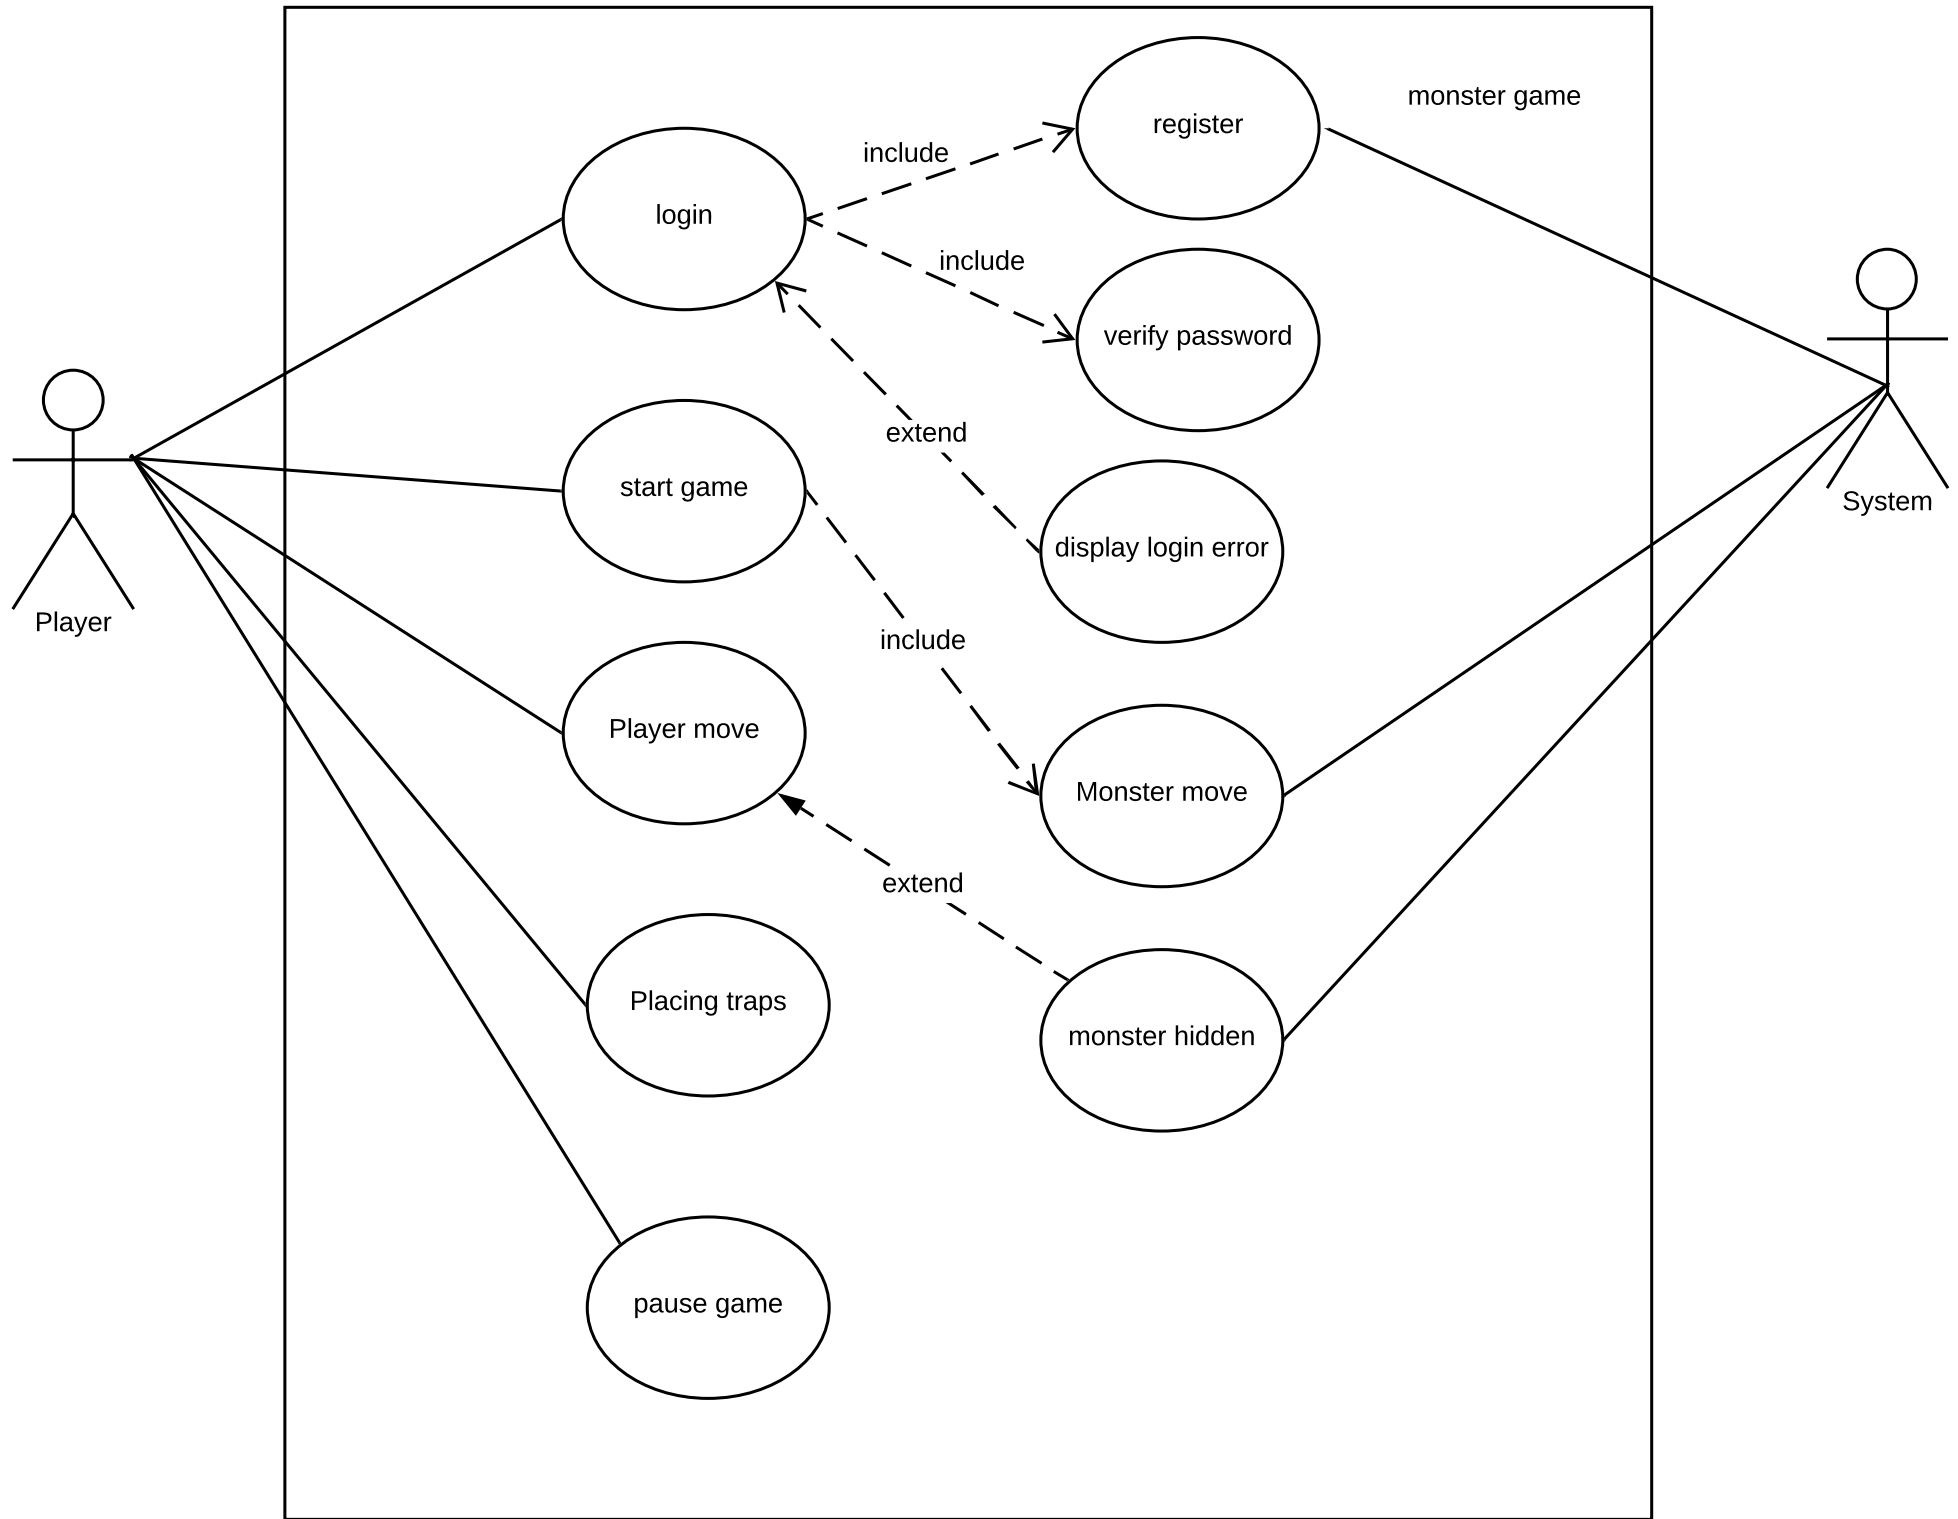 monster game
register
include
login
include
verify password
extend
start game
System
display login error
Player
include
Player move
Monster move
extend
Placing traps
monster hidden
pause game